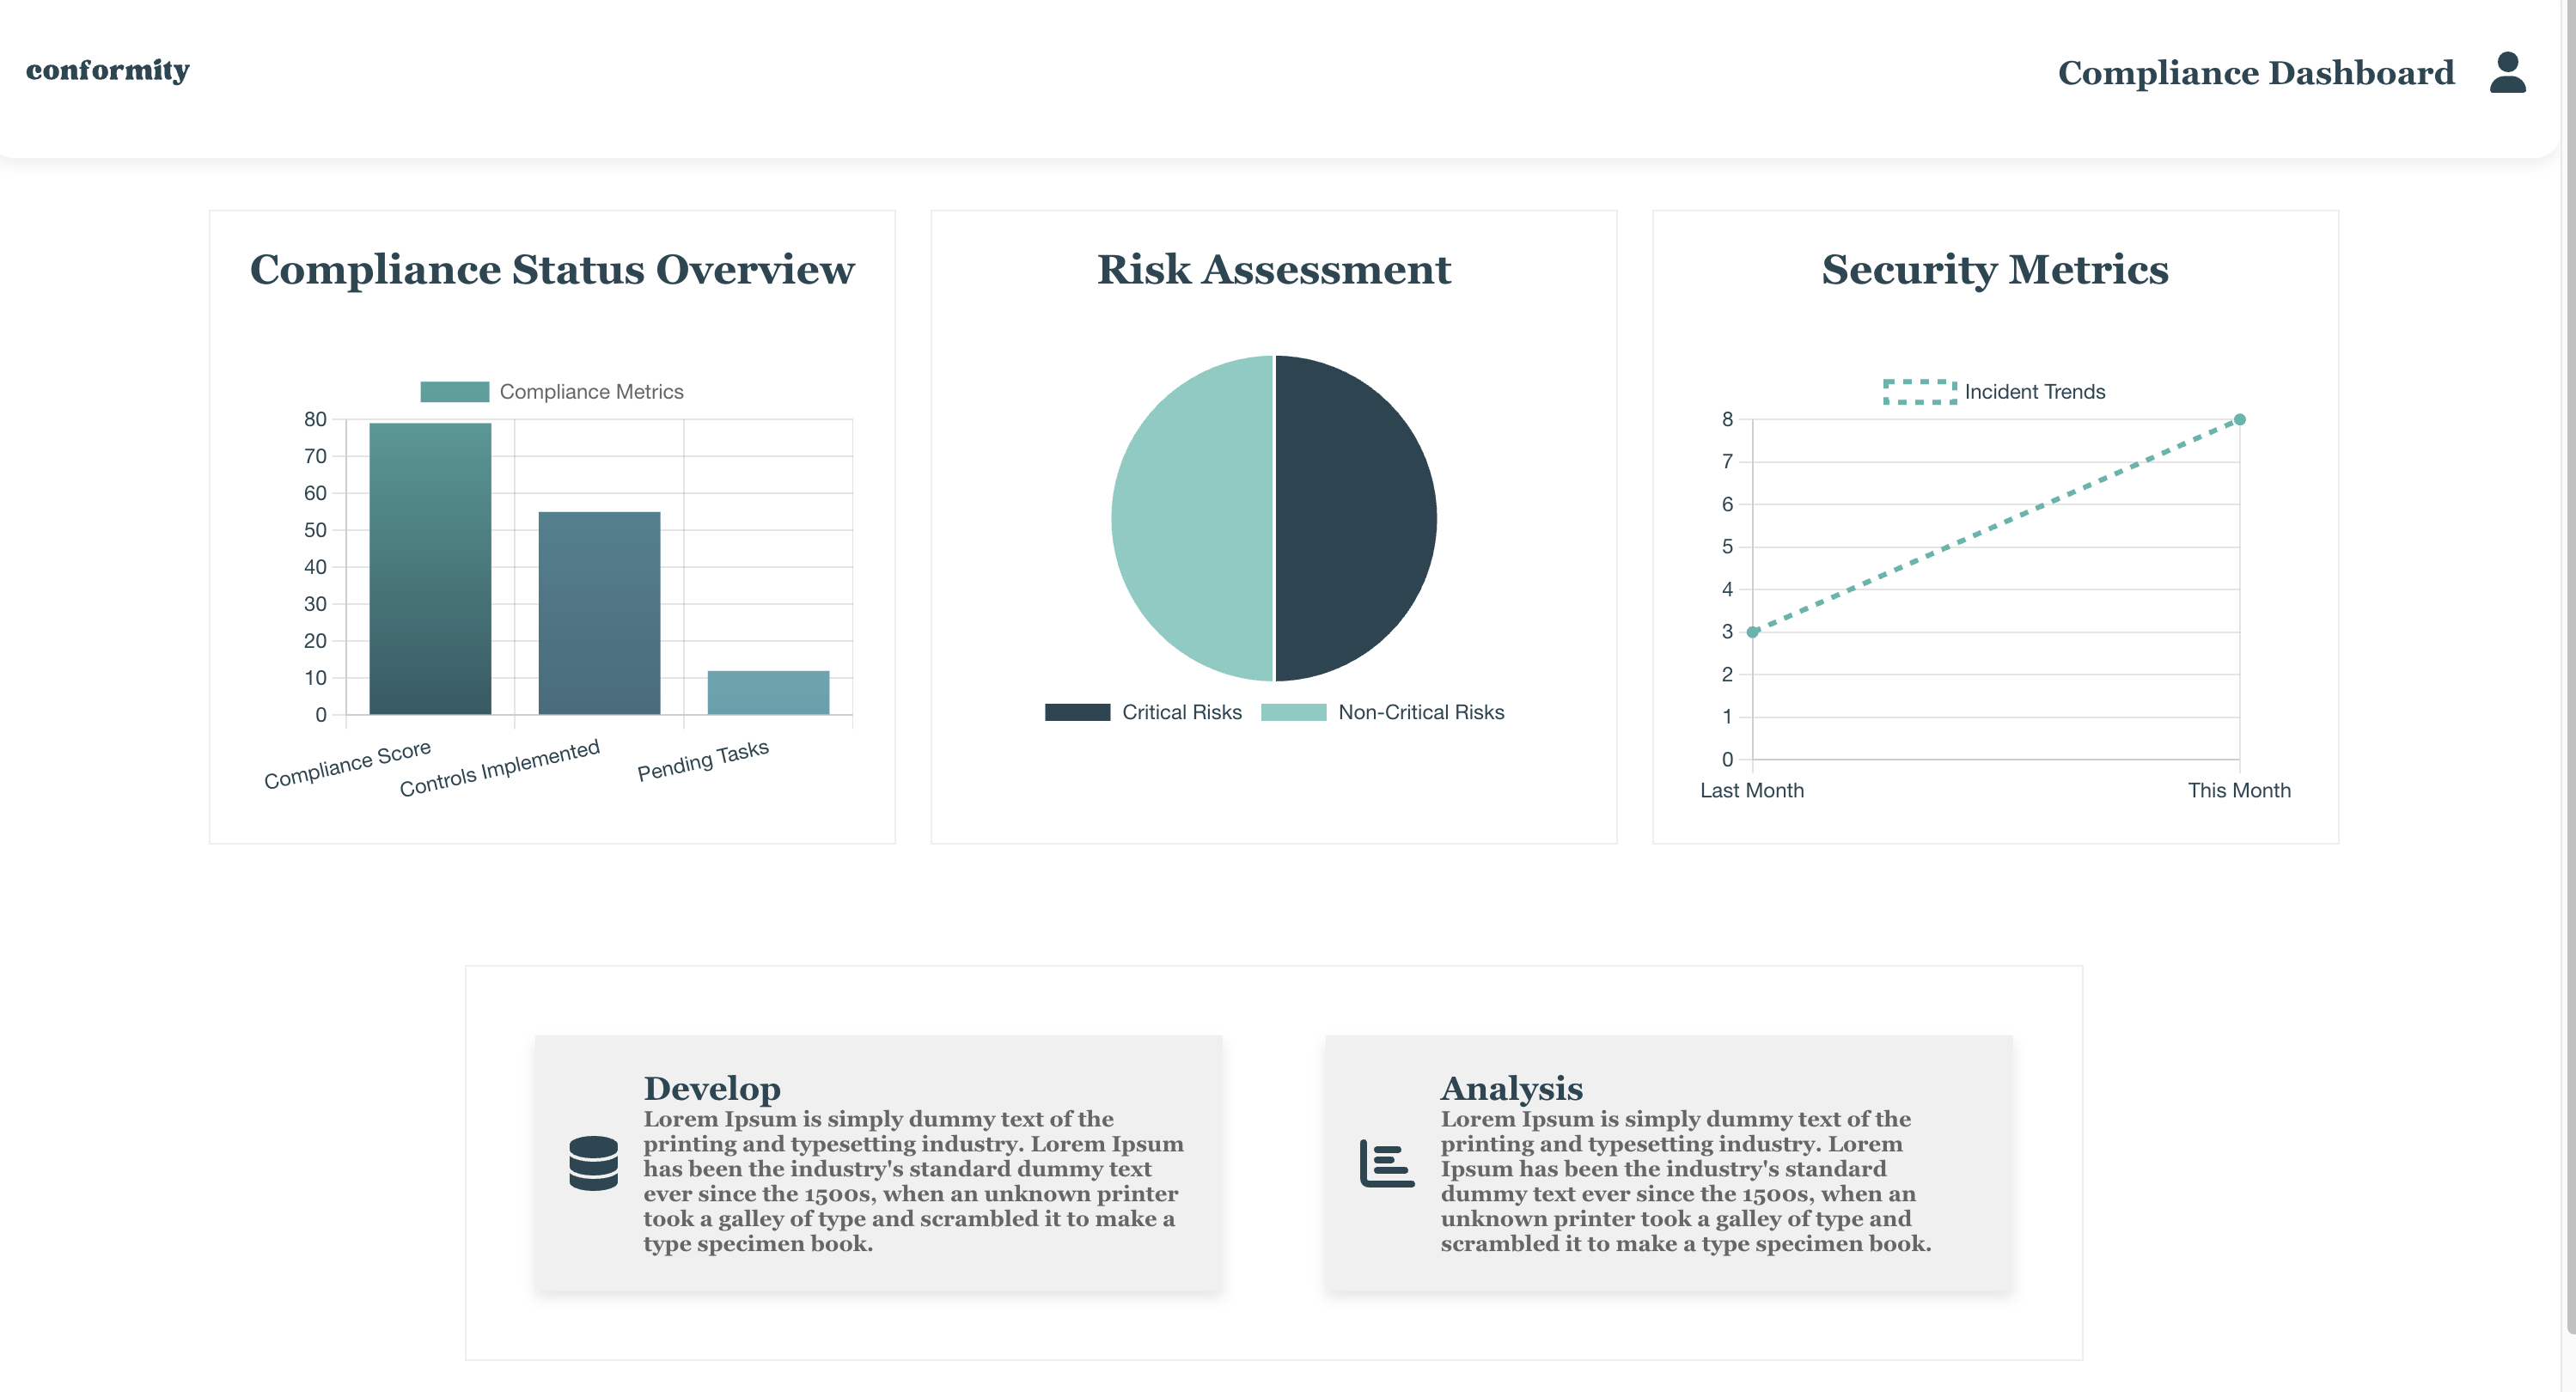 conformity
Compliance Dashboard
Compliance Status Overview
Compliance Metrics
80
70
60
50
40
30
20
10
0
Compliance Score
Controls Implemented
Pending Tasks
Risk Assessment
Critical Risks
Non-Critical Risks
Security Metrics
Incident Trends
8
7
6
5
4
3
2
1
0
Last Month
This Month
Develop
Lorem Ipsum is simply dummy text of the
printing and typesetting industry. Lorem Ipsum
has been the industry's standard dummy text
ever since the 1500s, when an unknown printer
took a galley of type and scrambled it to make a
type specimen book.
Analysis
Lorem Ipsum is simply dummy text of the
printing and typesetting industry. Lorem
Ipsum has been the industry's standard
dummy text ever since the 1500s, when an
unknown printer took a galley of type and
scrambled it to make a type specimen book.